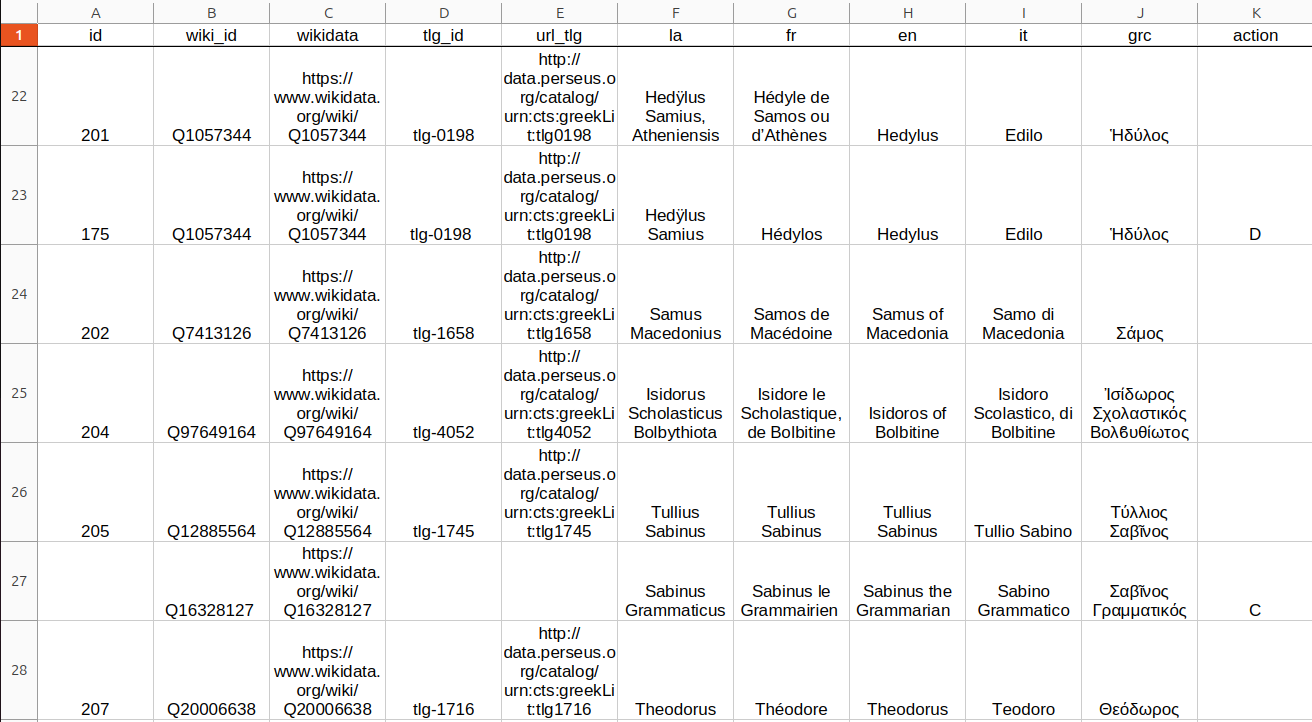 A B C D E F G H I J K
1 id wiki_id wikidata tlg_id url_tlg la fr en it grc action
22 201 Q1057344 https://www.wikidata.org/wiki/Q1057344 tlg-0198 http://data.perseus.org/catalog/urn:cts:greekLit:tlg0198 Hedÿlus Samius, Atheniensis Hédyle de Samos ou d'Athènes Hedylus Edilo Ἡδύλος
23 175 Q1057344 https://www.wikidata.org/wiki/Q1057344 tlg-0198 http://data.perseus.org/catalog/urn:cts:greekLit:tlg0198 Hedÿlus Samius Hédylos Hedylus Edilo Ἡδύλος D
24 202 Q7413126 https://www.wikidata.org/wiki/Q7413126 tlg-1658 http://data.perseus.org/catalog/urn:cts:greekLit:tlg1658 Samus Macedonius Samos de Macédoine Samus of Macedonia Samo di Macedonia Σάμος
25 204 Q97649164 https://www.wikidata.org/wiki/Q97649164 tlg-4052 http://data.perseus.org/catalog/urn:cts:greekLit:tlg4052 Isidorus Scholasticus Bolbythiota Isidore le Scholastique, de Bolbitine Isidoros of Bolbitine Isidoro Scolastico, di Bolbitine Ἰσίδωρος Σχολαστικός Βολϐυθίωτος
26 205 Q12885564 https://www.wikidata.org/wiki/Q12885564 tlg-1745 http://data.perseus.org/catalog/urn:cts:greekLit:tlg1745 Tullius Sabinus Tullius Sabinus Tullius Sabinus Tullio Sabino Τύλλιος Σαβῖνος
27 Q16328127 https://www.wikidata.org/wiki/Q16328127 Sabinus Grammaticus Sabinus le Grammairien Sabinus the Grammarian Sabino Grammatico Σαβῖνος Γραμματικός C
28 207 Q20006638 https://www.wikidata.org/wiki/Q20006638 tlg-1716 http://data.perseus.org/catalog/urn:cts:greekLit:tlg1716 Theodorus Théodore Theodorus Teodoro Θεόδωρος